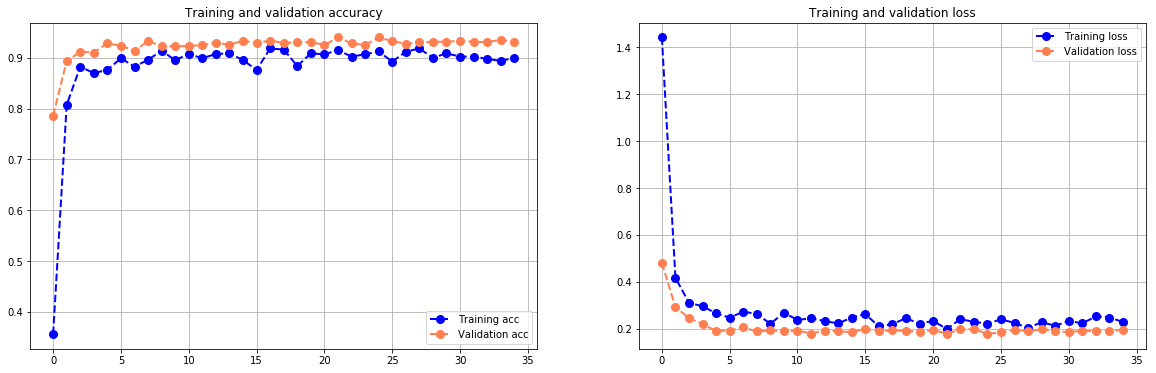 Training and validation accuracy
0.9
0.8
0.7
0.6
0.5
0.4
Training acc
Validation acc
0 5 10 15 20 25 30 35
Training and validation loss
1.4
1.2
1.0
0.8
0.6
0.4
0.2
Training loss
Validation loss
0 5 10 15 20 25 30 35